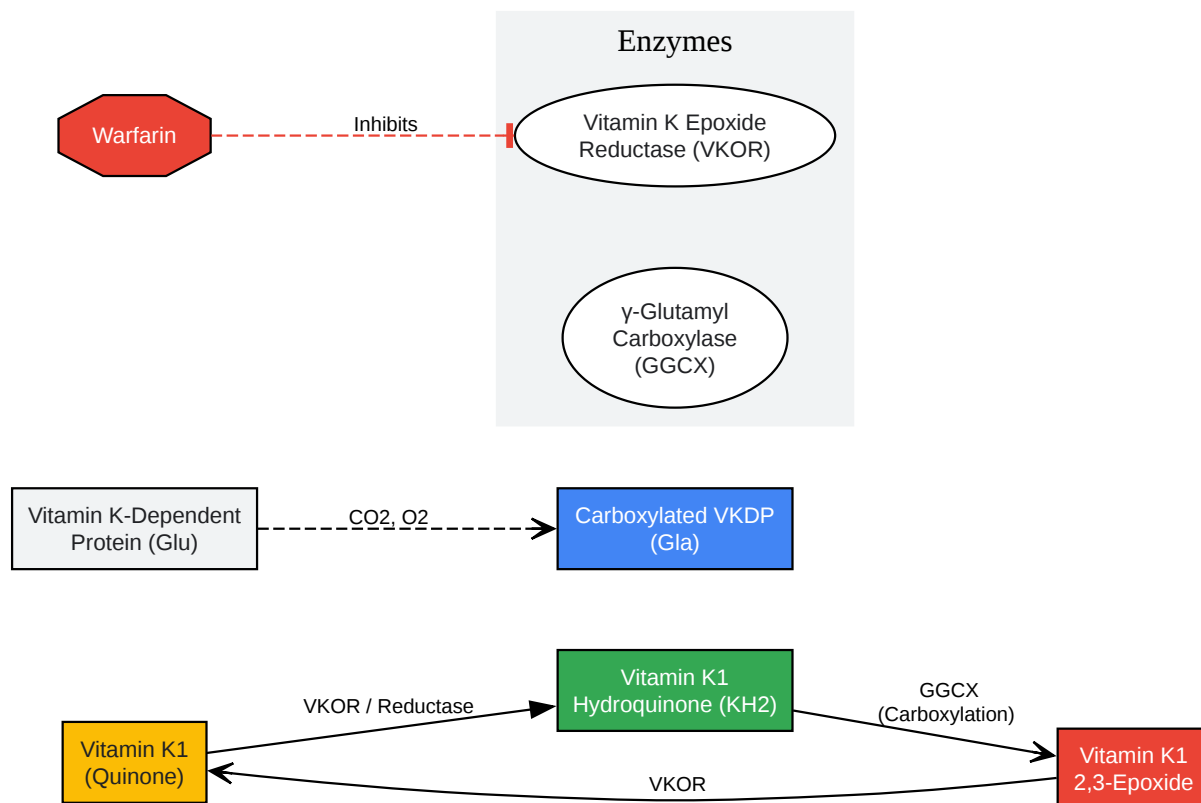 Enzymes
Warfarin
Inhibits
Vitamin K Epoxide
Reductase (VKOR)
γ-Glutamyl
Carboxylase
(GGCX)
Vitamin K-Dependent
Protein (Glu)
CO2, O2
Carboxylated VKDP
(Gla)
Vitamin K1
(Quinone)
VKOR / Reductase
Vitamin K1
Hydroquinone (KH2)
GGCX
(Carboxylation)
Vitamin K1
2,3-Epoxide
VKOR